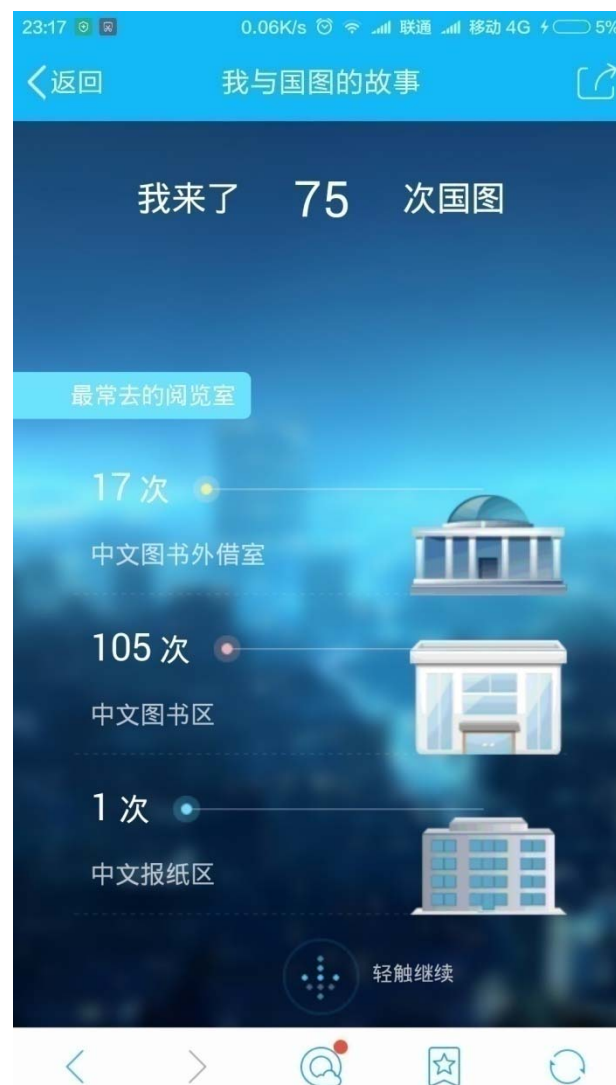 23:17 0.06K/s 联通 移动 4G 5%
返回 我与国图的故事
我来了 75 次国图
最常去的阅览室
17 次
中文图书外借室
105 次
中文图书区
1 次
中文报纸区
轻触继续